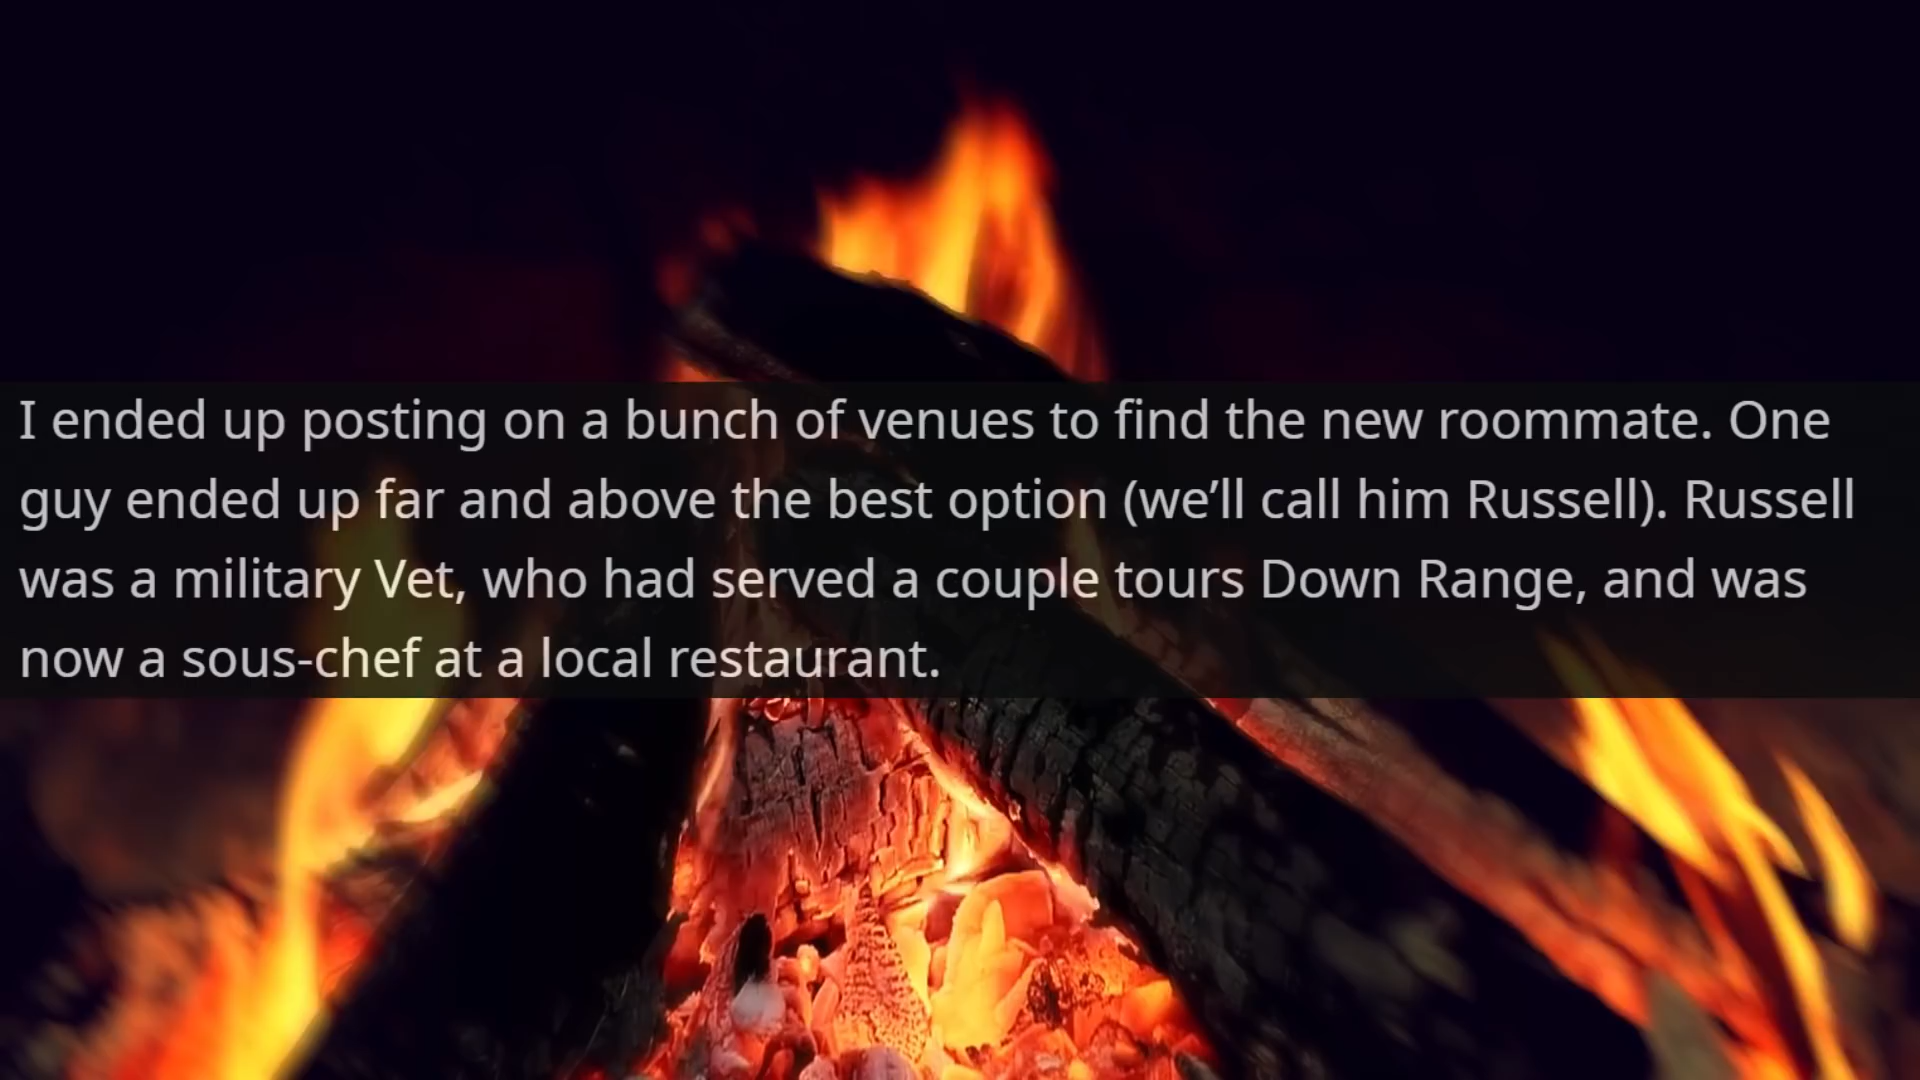 I ended up posting on a bunch of venues to find the new roommate. One
guy ended up far and above the best option (we’ll call him Russell). Russell
was a military Vet, who had served a couple tours Down Range, and was
now a sous-chef at a local restaurant.